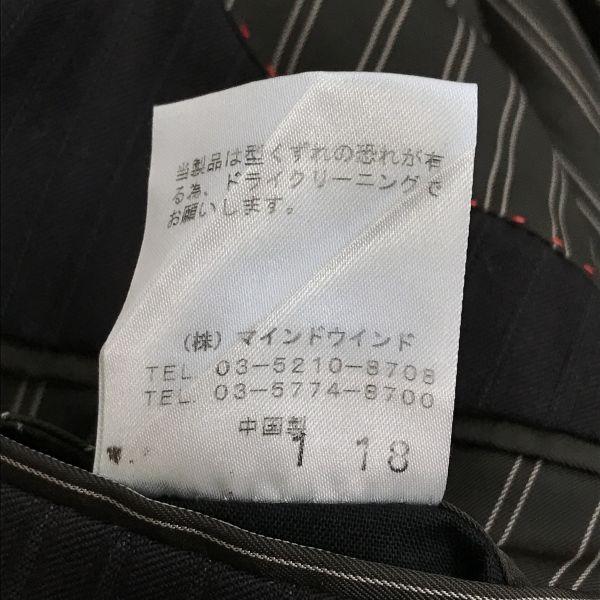 当製品は型くずれの恐れが有
る為、ドライクリーニングで
お願いします。
(株) マインドウインド
TEL 03-5210-8708
TEL. 03-5774-8700
中国製
1 18